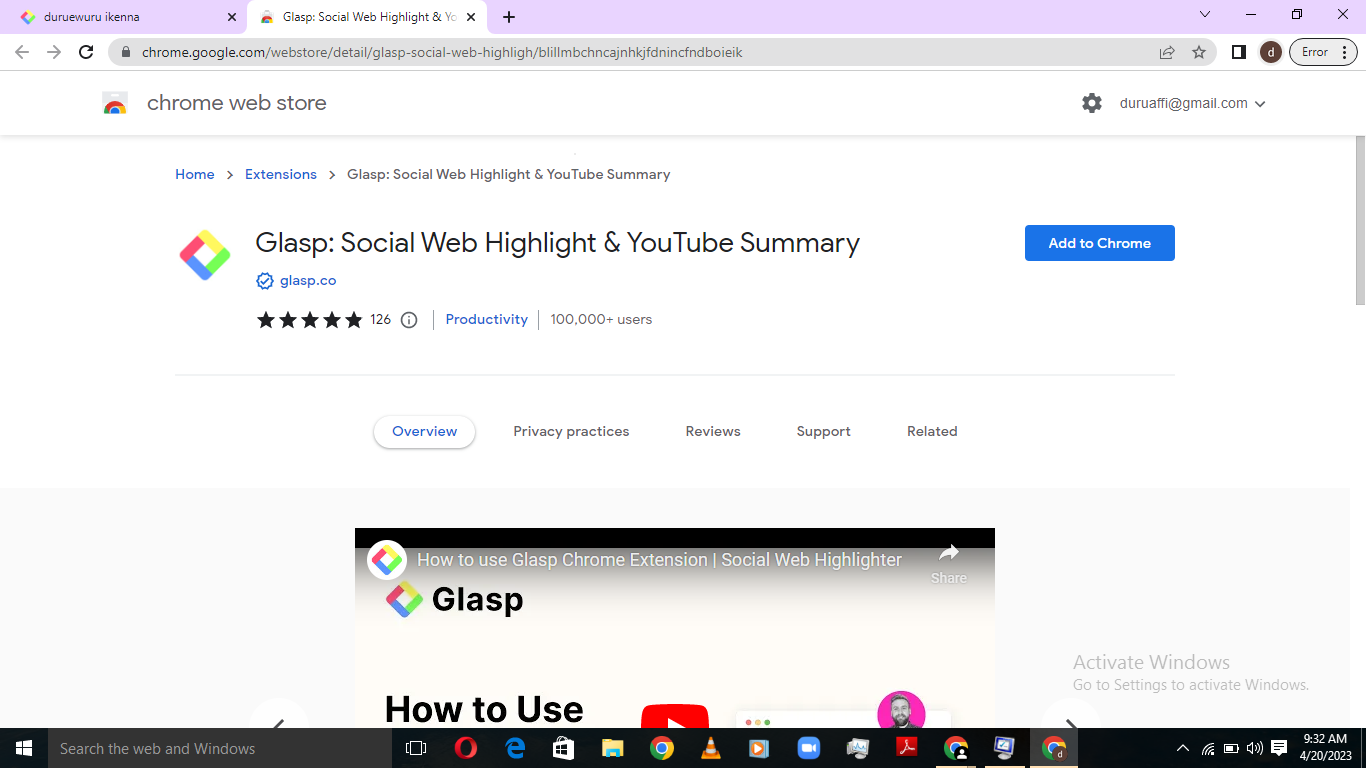 duruewuru ikenna
Glasp: Social Web Highlight & Yo
chrome.google.com/webstore/detail/glasp-social-web-highligh/blillmbchncajnhkjfdnincfndboieik
d
Error
chrome web store
duruaffi@gmail.com
Home
Extensions
Glasp: Social Web Highlight & YouTube Summary
Glasp: Social Web Highlight & YouTube Summary
Add to Chrome
glasp.co
126
Productivity
100,000+ users
Overview
Privacy practices
Reviews
Support
Related
How to use Glasp Chrome Extension | Social Web Highlighter
Share
Glasp
How to Use
Activate Windows
Go to Settings to activate Windows.
Search the web and Windows
d
9:32 AM
4/20/2023